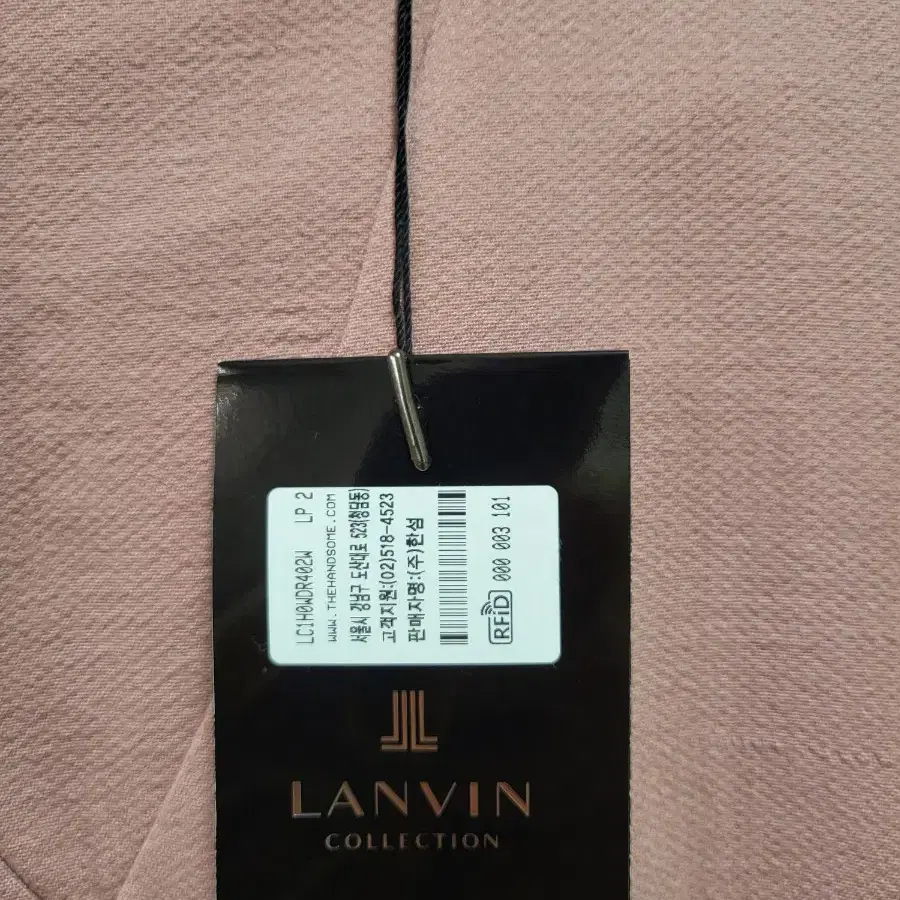 LC1H0WDR402W LP 2
WWW.THEHANDSOME.COM
서울시 강남구 도산대로 523(청담동)
고객지원:(02)518-4523
판매자명:(주)한섬
RFiD 000 003 101
LANVIN
COLLECTION